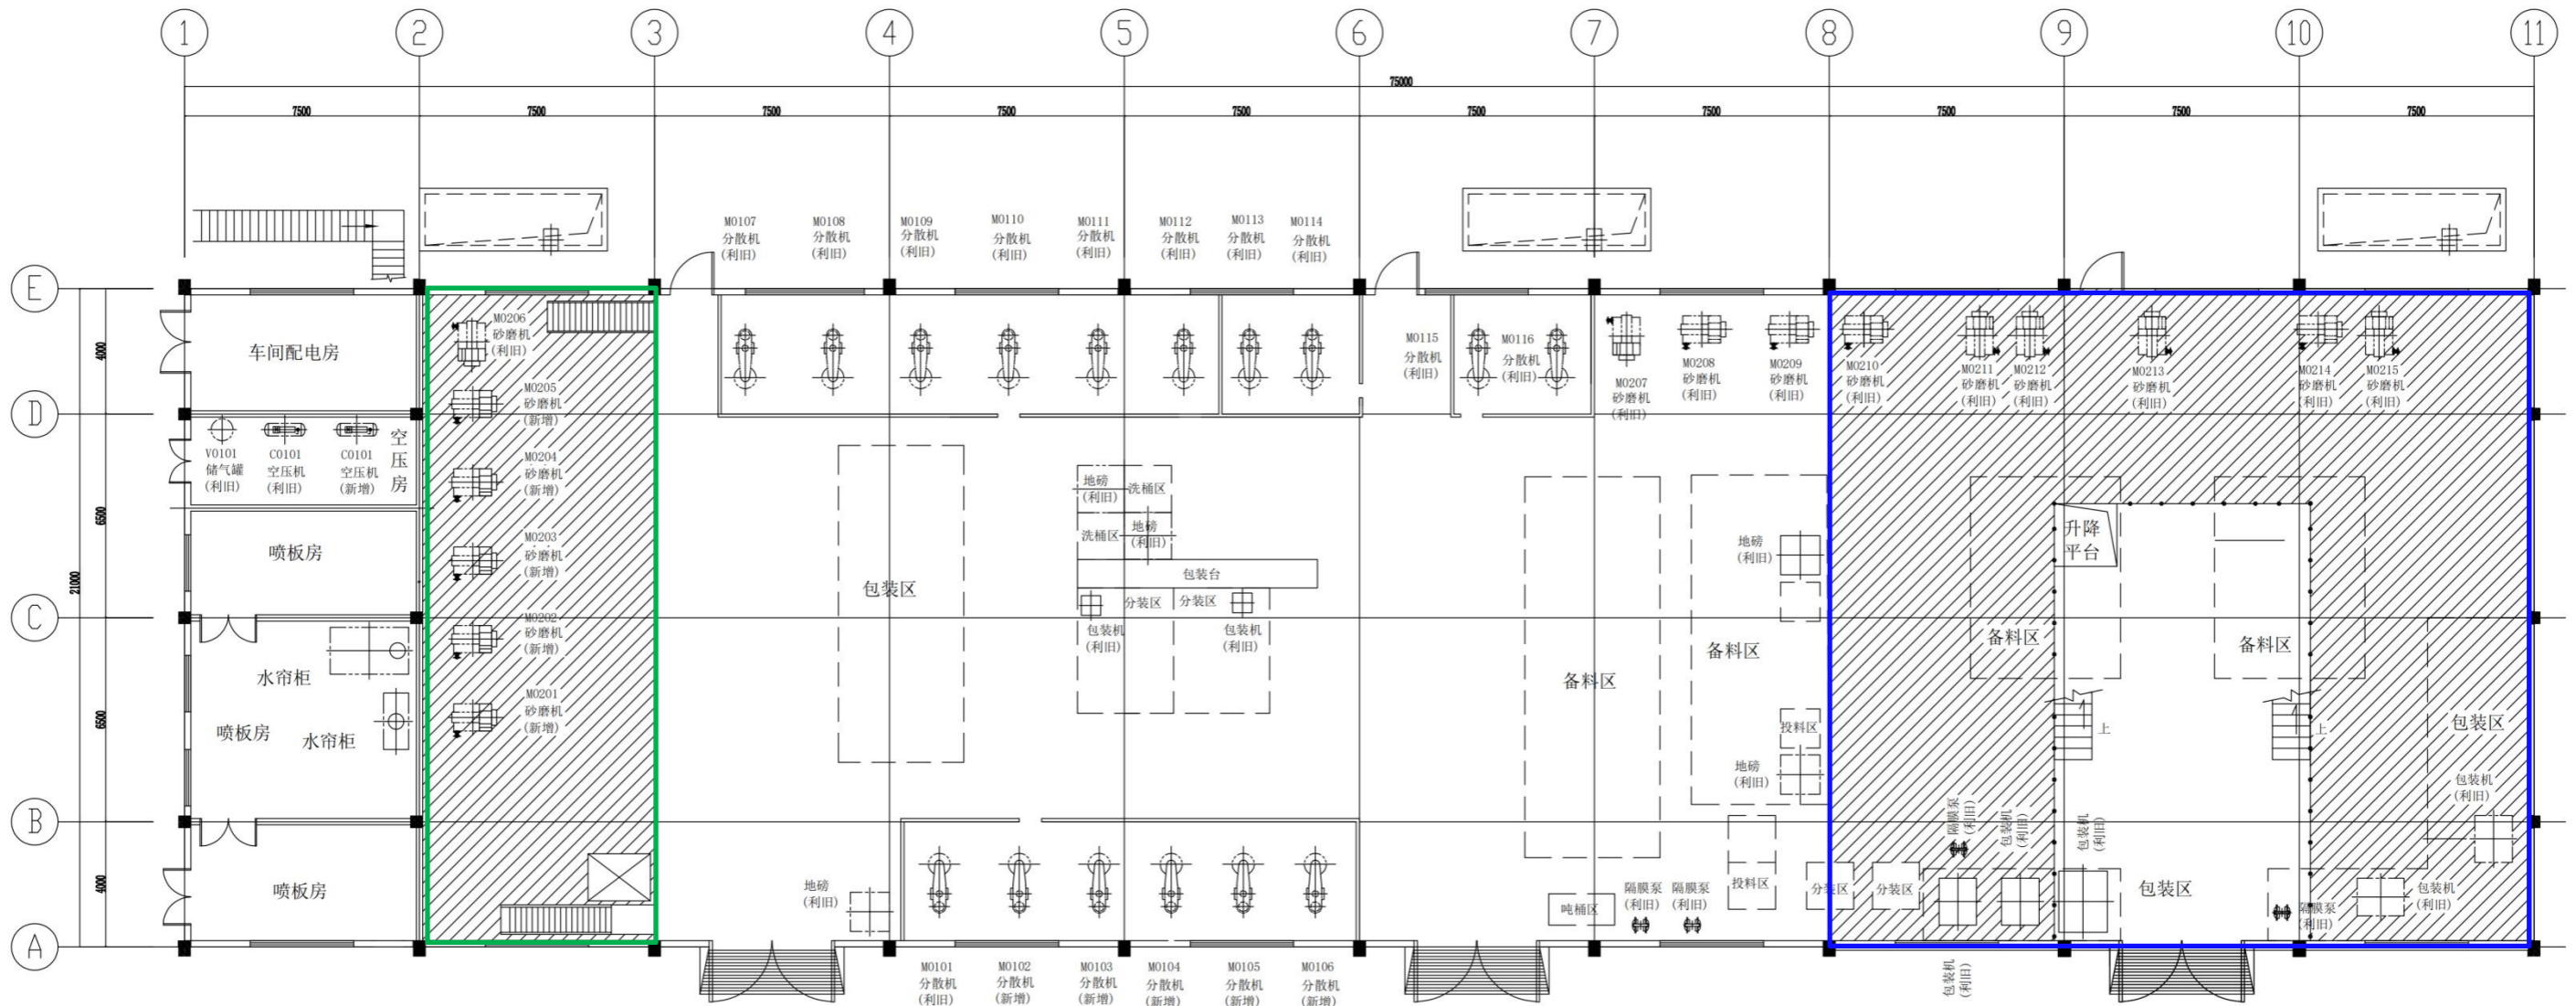 1 2 3 4 5 6 7 8 9 10 11
75000
7500 7500 7500 7500 7500 7500 7500 7500 7500 7500
E
D
C
B
A
4000
6500
21000
6500
4000
M0107
分散机
(利旧)
M0108
分散机
(利旧)
M0109
分散机
(利旧)
M0110
分散机
(利旧)
M0111
分散机
(利旧)
M0112
分散机
(利旧)
M0113
分散机
(利旧)
M0114
分散机
(利旧)
车间配电房
V0101
储气罐
(利旧)
C0101
空压机
(利旧)
C0101
空压机
(新增)
空压房
喷板房
水帘柜
喷板房
水帘柜
喷板房
M0206
砂磨机
(利旧)
M0205
砂磨机
(新增)
M0204
砂磨机
(新增)
M0203
砂磨机
(新增)
M0202
砂磨机
(新增)
M0201
砂磨机
(新增)
包装区
地磅
(利旧)
洗桶区
洗桶区
地磅
(利旧)
包装台
分装区
分装区
包装机
(利旧)
包装机
(利旧)
地磅
(利旧)
M0101
分散机
(利旧)
M0102
分散机
(新增)
M0103
分散机
(新增)
M0104
分散机
(新增)
M0105
分散机
(新增)
M0106
分散机
(新增)
M0115
分散机
(利旧)
M0116
分散机
(利旧)
M0207
砂磨机
(利旧)
M0208
砂磨机
(利旧)
M0209
砂磨机
(利旧)
M0210
砂磨机
(利旧)
M0211
砂磨机
(利旧)
M0212
砂磨机
(利旧)
M0213
砂磨机
(利旧)
M0214
砂磨机
(利旧)
M0215
砂磨机
(利旧)
备料区
地磅
(利旧)
备料区
投料区
地磅
(利旧)
投料区
吨桶区
隔膜泵
(利旧)
隔膜泵
(利旧)
分装区
分装区
升降
平台
备料区
备料区
上
上
包装区
包装机
(利旧)
隔膜泵
(利旧)
包装机
(利旧)
包装机
(利旧)
包装区
包装机
(利旧)
隔膜泵
(利旧)
包装机
(利旧)